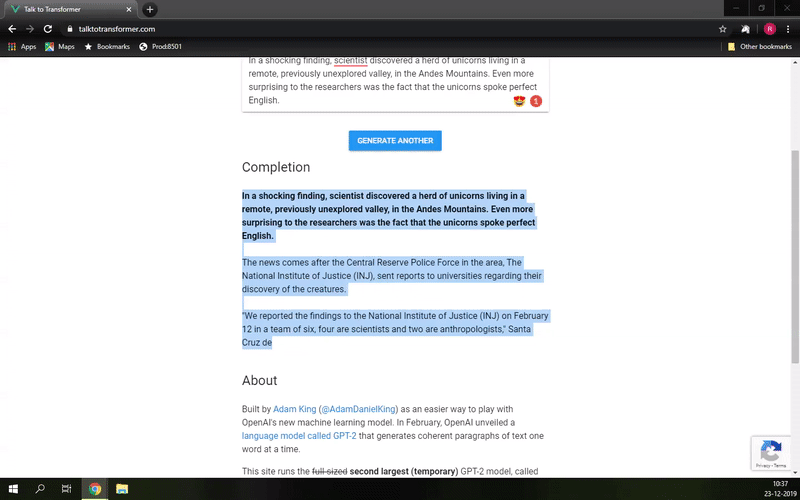 Talk to Transformer
talktotransformer.com
R
Apps Maps Bookmarks Prod:8501 Other bookmarks
In a shocking finding, scientist discovered a herd of unicorns living in a
remote, previously unexplored valley, in the Andes Mountains. Even more
surprising to the researchers was the fact that the unicorns spoke perfect
English.
1
GENERATE ANOTHER
Completion
In a shocking finding, scientist discovered a herd of unicorns living in a
remote, previously unexplored valley, in the Andes Mountains. Even more
surprising to the researchers was the fact that the unicorns spoke perfect
English.
The news comes after the Central Reserve Police Force in the area, The
National Institute of Justice (INJ), sent reports to universities regarding their
discovery of the creatures.
"We reported the findings to the National Institute of Justice (INJ) on February
12 in a team of six, four are scientists and two are anthropologists," Santa
Cruz de
About
Built by Adam King (@AdamDanielKing) as an easier way to play with
OpenAI's new machine learning model. In February, OpenAI unveiled a
language model called GPT-2 that generates coherent paragraphs of text one
word at a time.
This site runs the full-sized second largest (temporary) GPT-2 model, called
Privacy - Terms
10:37
23-12-2019